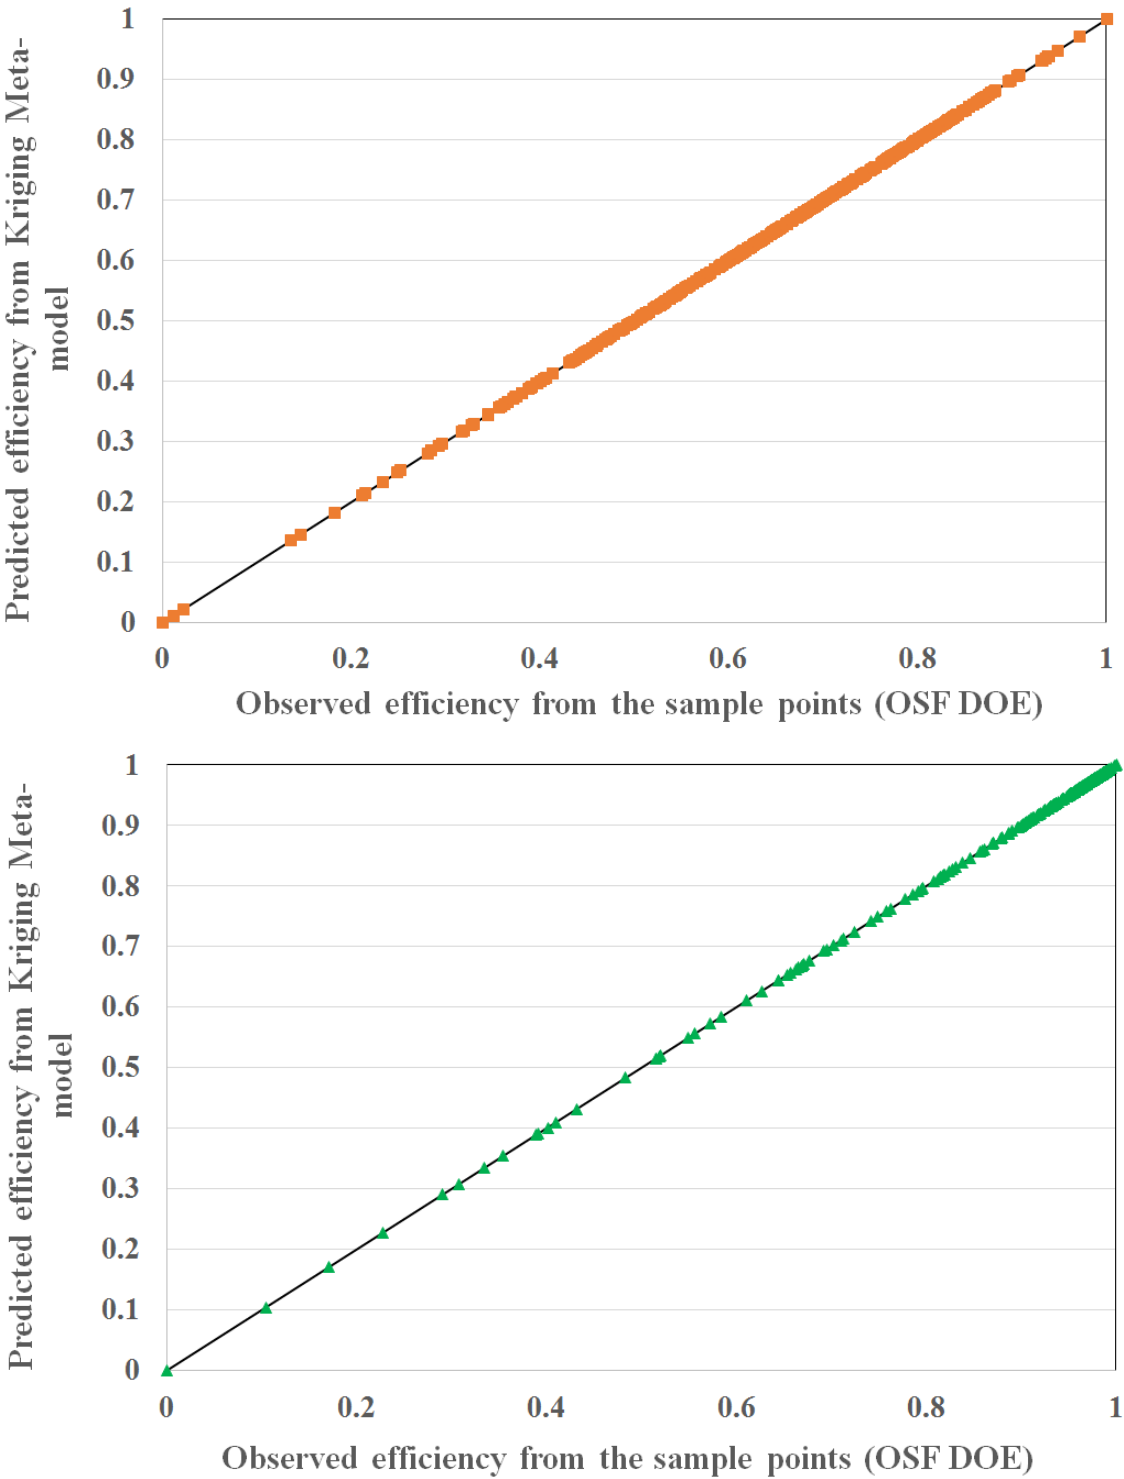 Predicted efficiency from Kriging Meta-
model
1
0.9
0.8
0.7
0.6
0.5
0.4
0.3
0.2
0.1
0
0 0.2 0.4 0.6 0.8 1
Observed efficiency from the sample points (OSF DOE)
Predicted efficiency from Kriging Meta-
model
1
0.9
0.8
0.7
0.6
0.5
0.4
0.3
0.2
0.1
0
0 0.2 0.4 0.6 0.8 1
Observed efficiency from the sample points (OSF DOE)